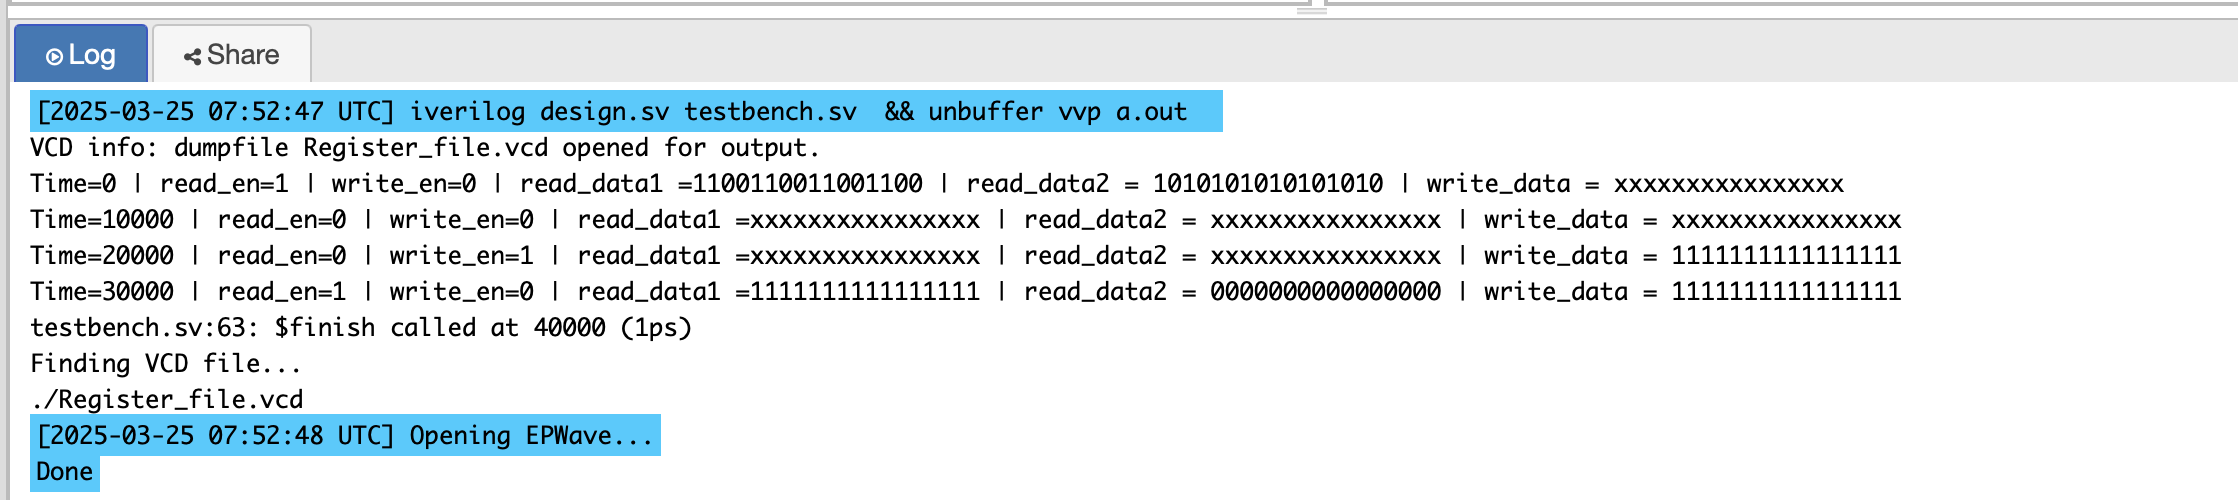 Log
Share
[2025-03-25 07:52:47 UTC] iverilog design.sv testbench.sv  && unbuffer vvp a.out
VCD info: dumpfile Register_file.vcd opened for output.
Time=0 | read_en=1 | write_en=0 | read_data1 =1100110011001100 | read_data2 = 1010101010101010 | write_data = xxxxxxxxxxxxxxxx
Time=10000 | read_en=0 | write_en=0 | read_data1 =xxxxxxxxxxxxxxxx | read_data2 = xxxxxxxxxxxxxxxx | write_data = xxxxxxxxxxxxxxxx
Time=20000 | read_en=0 | write_en=1 | read_data1 =xxxxxxxxxxxxxxxx | read_data2 = xxxxxxxxxxxxxxxx | write_data = 1111111111111111
Time=30000 | read_en=1 | write_en=0 | read_data1 =1111111111111111 | read_data2 = 0000000000000000 | write_data = 1111111111111111
testbench.sv:63: $finish called at 40000 (1ps)
Finding VCD file...
./Register_file.vcd
[2025-03-25 07:52:48 UTC] Opening EPWave...
Done